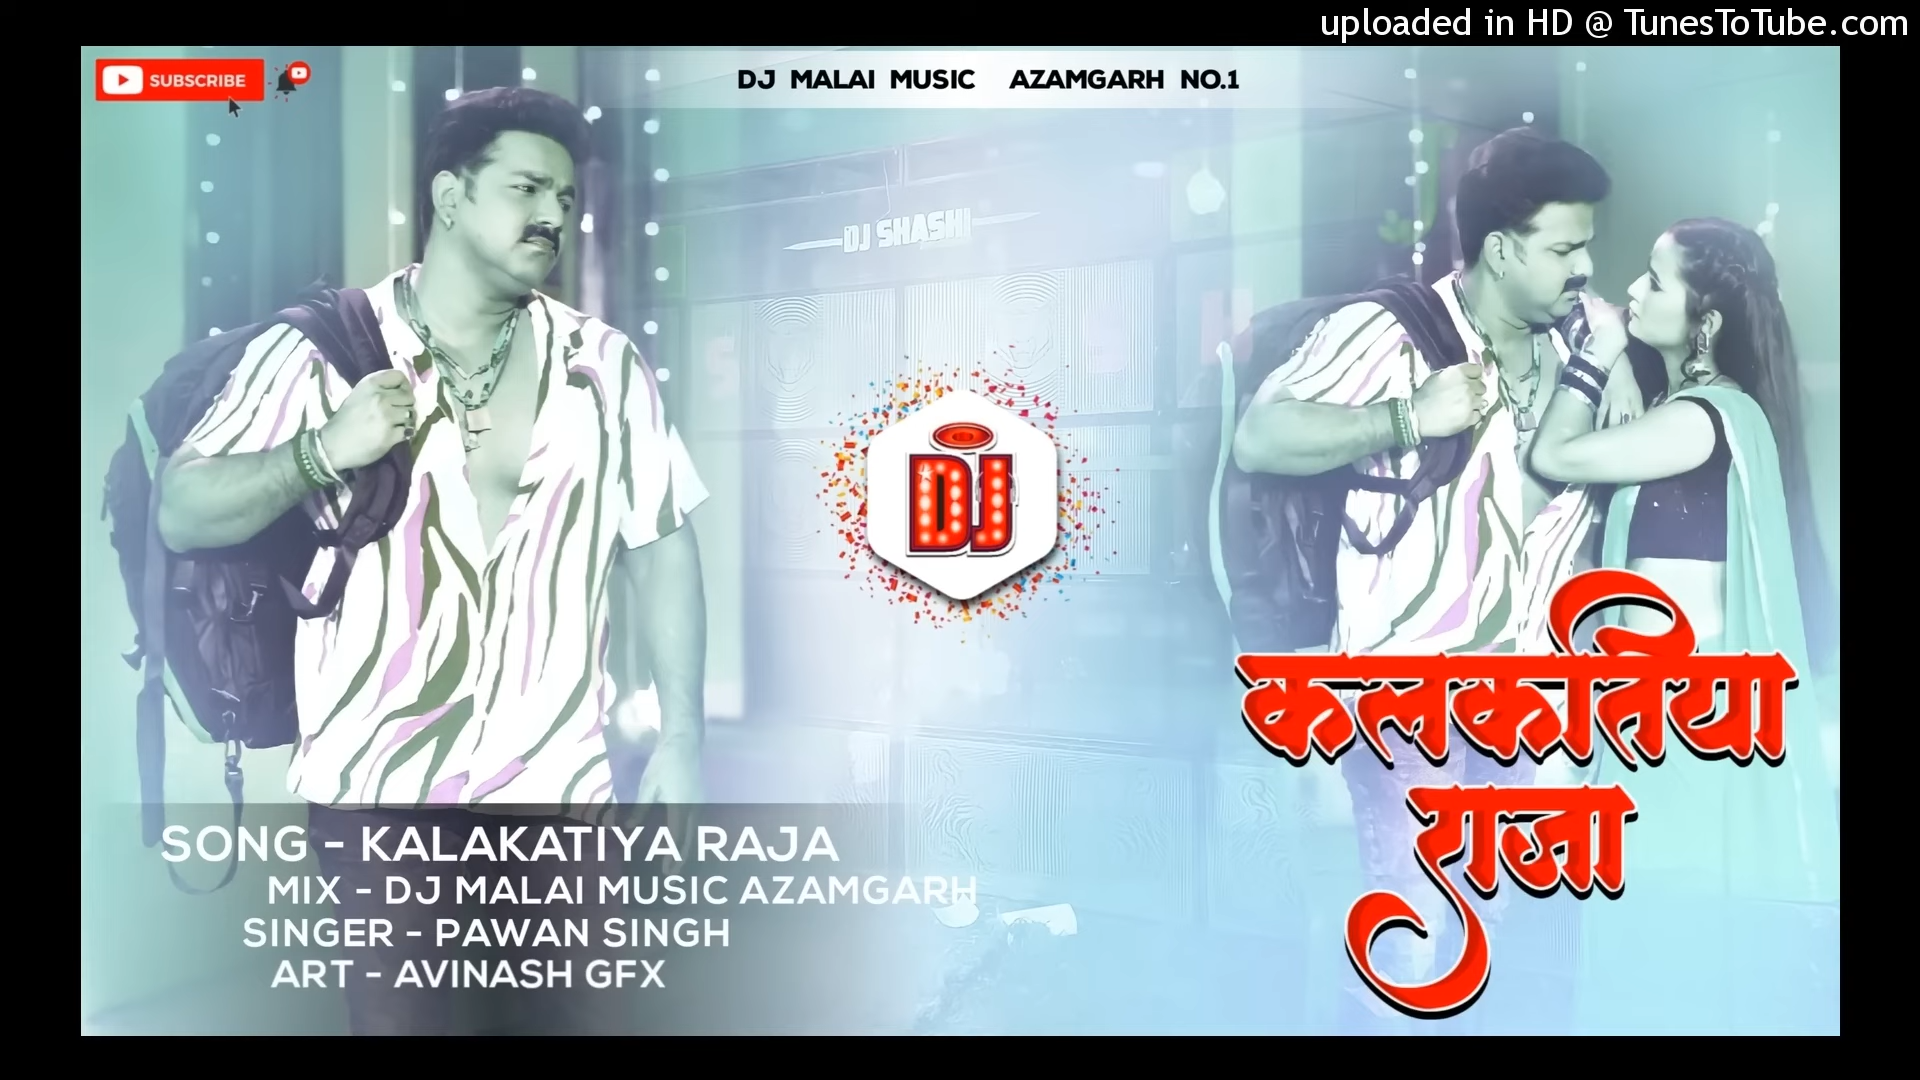 uploaded in HD @ TunesToTube.com
SUBSCRIBE
DJ MALAI MUSIC AZAMGARH NO.1
DJ SHASHI
DJ
कलकतिया
राजा
SONG - KALAKATIYA RAJA
MIX - DJ MALAI MUSIC AZAMGARH
SINGER - PAWAN SINGH
ART - AVINASH GFX